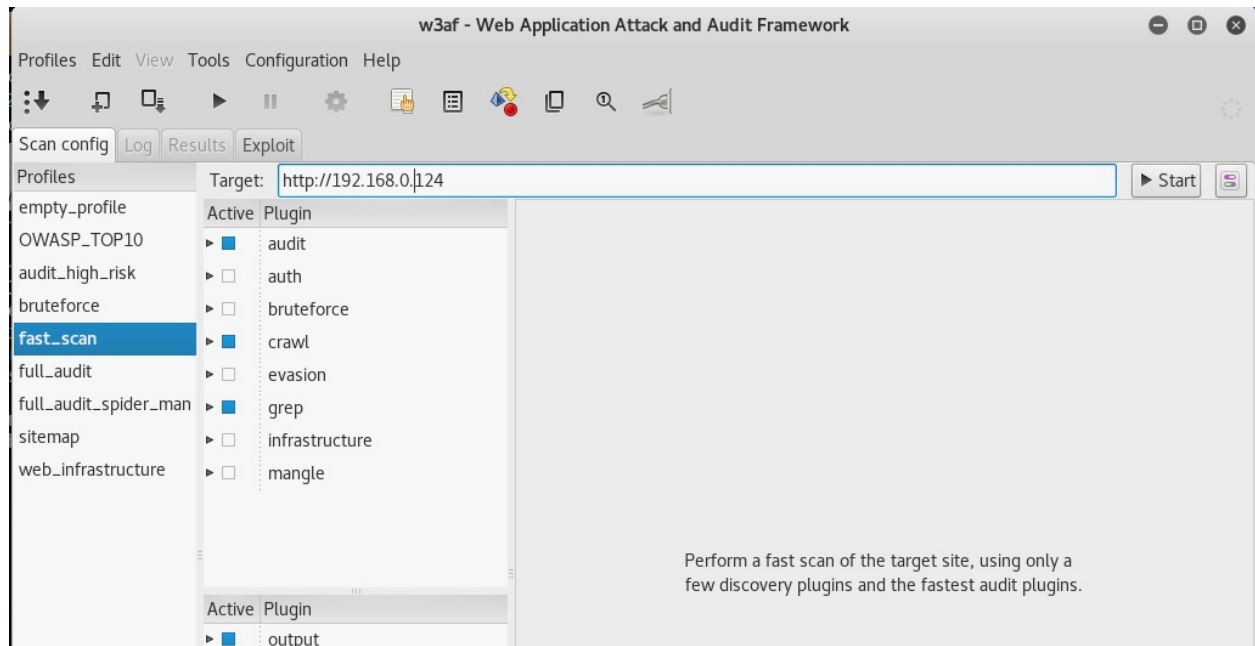 w3af - Web Application Attack and Audit Framework
Profiles Edit View Tools Configuration Help
Scan config Log Results Exploit
Profiles
empty_profile
OWASP_TOP10
audit_high_risk
bruteforce
fast_scan
full_audit
full_audit_spider_man
sitemap
web_infrastructure
Target: http://192.168.0.124 Start
Active Plugin
audit
auth
bruteforce
crawl
evasion
grep
infrastructure
mangle
Active Plugin
output
Perform a fast scan of the target site, using only a
few discovery plugins and the fastest audit plugins.